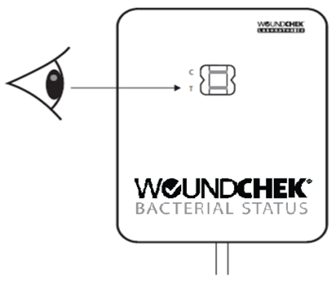 WOUNDCHEK
LABORATORIES
C
T
WOUNDCHEK®
BACTERIAL STATUS